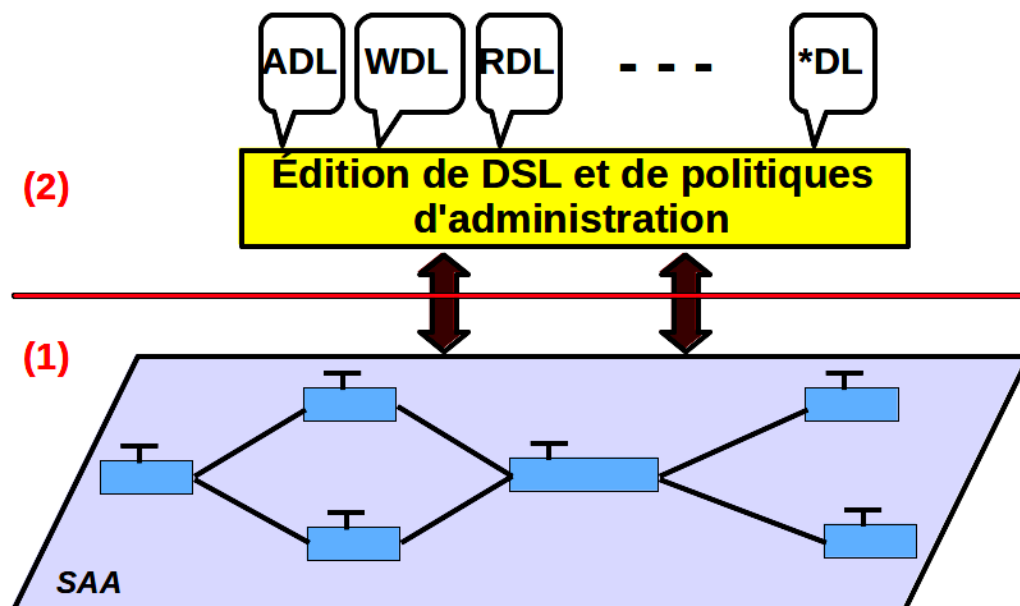 ADL WDL RDL - - - *DL
(2)
Édition de DSL et de politiques
d'administration
(1)
SAA